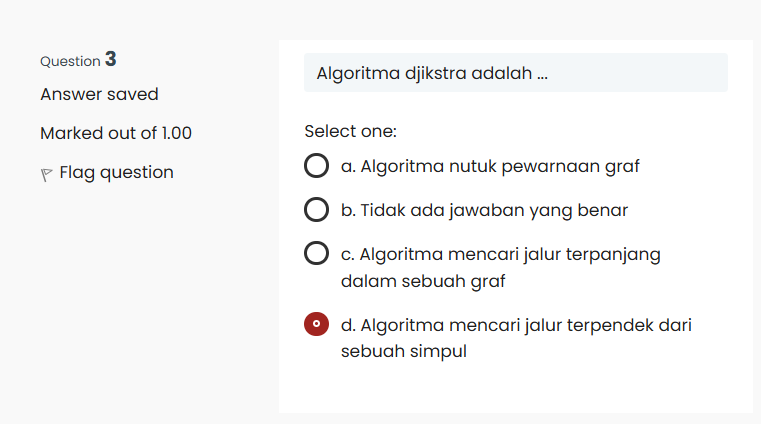 Question 3
Answer saved
Marked out of 1.00
Flag question
Algoritma djikstra adalah ...
Select one:
a. Algoritma nutuk pewarnaan graf
b. Tidak ada jawaban yang benar
c. Algoritma mencari jalur terpanjang
dalam sebuah graf
d. Algoritma mencari jalur terpendek dari
sebuah simpul